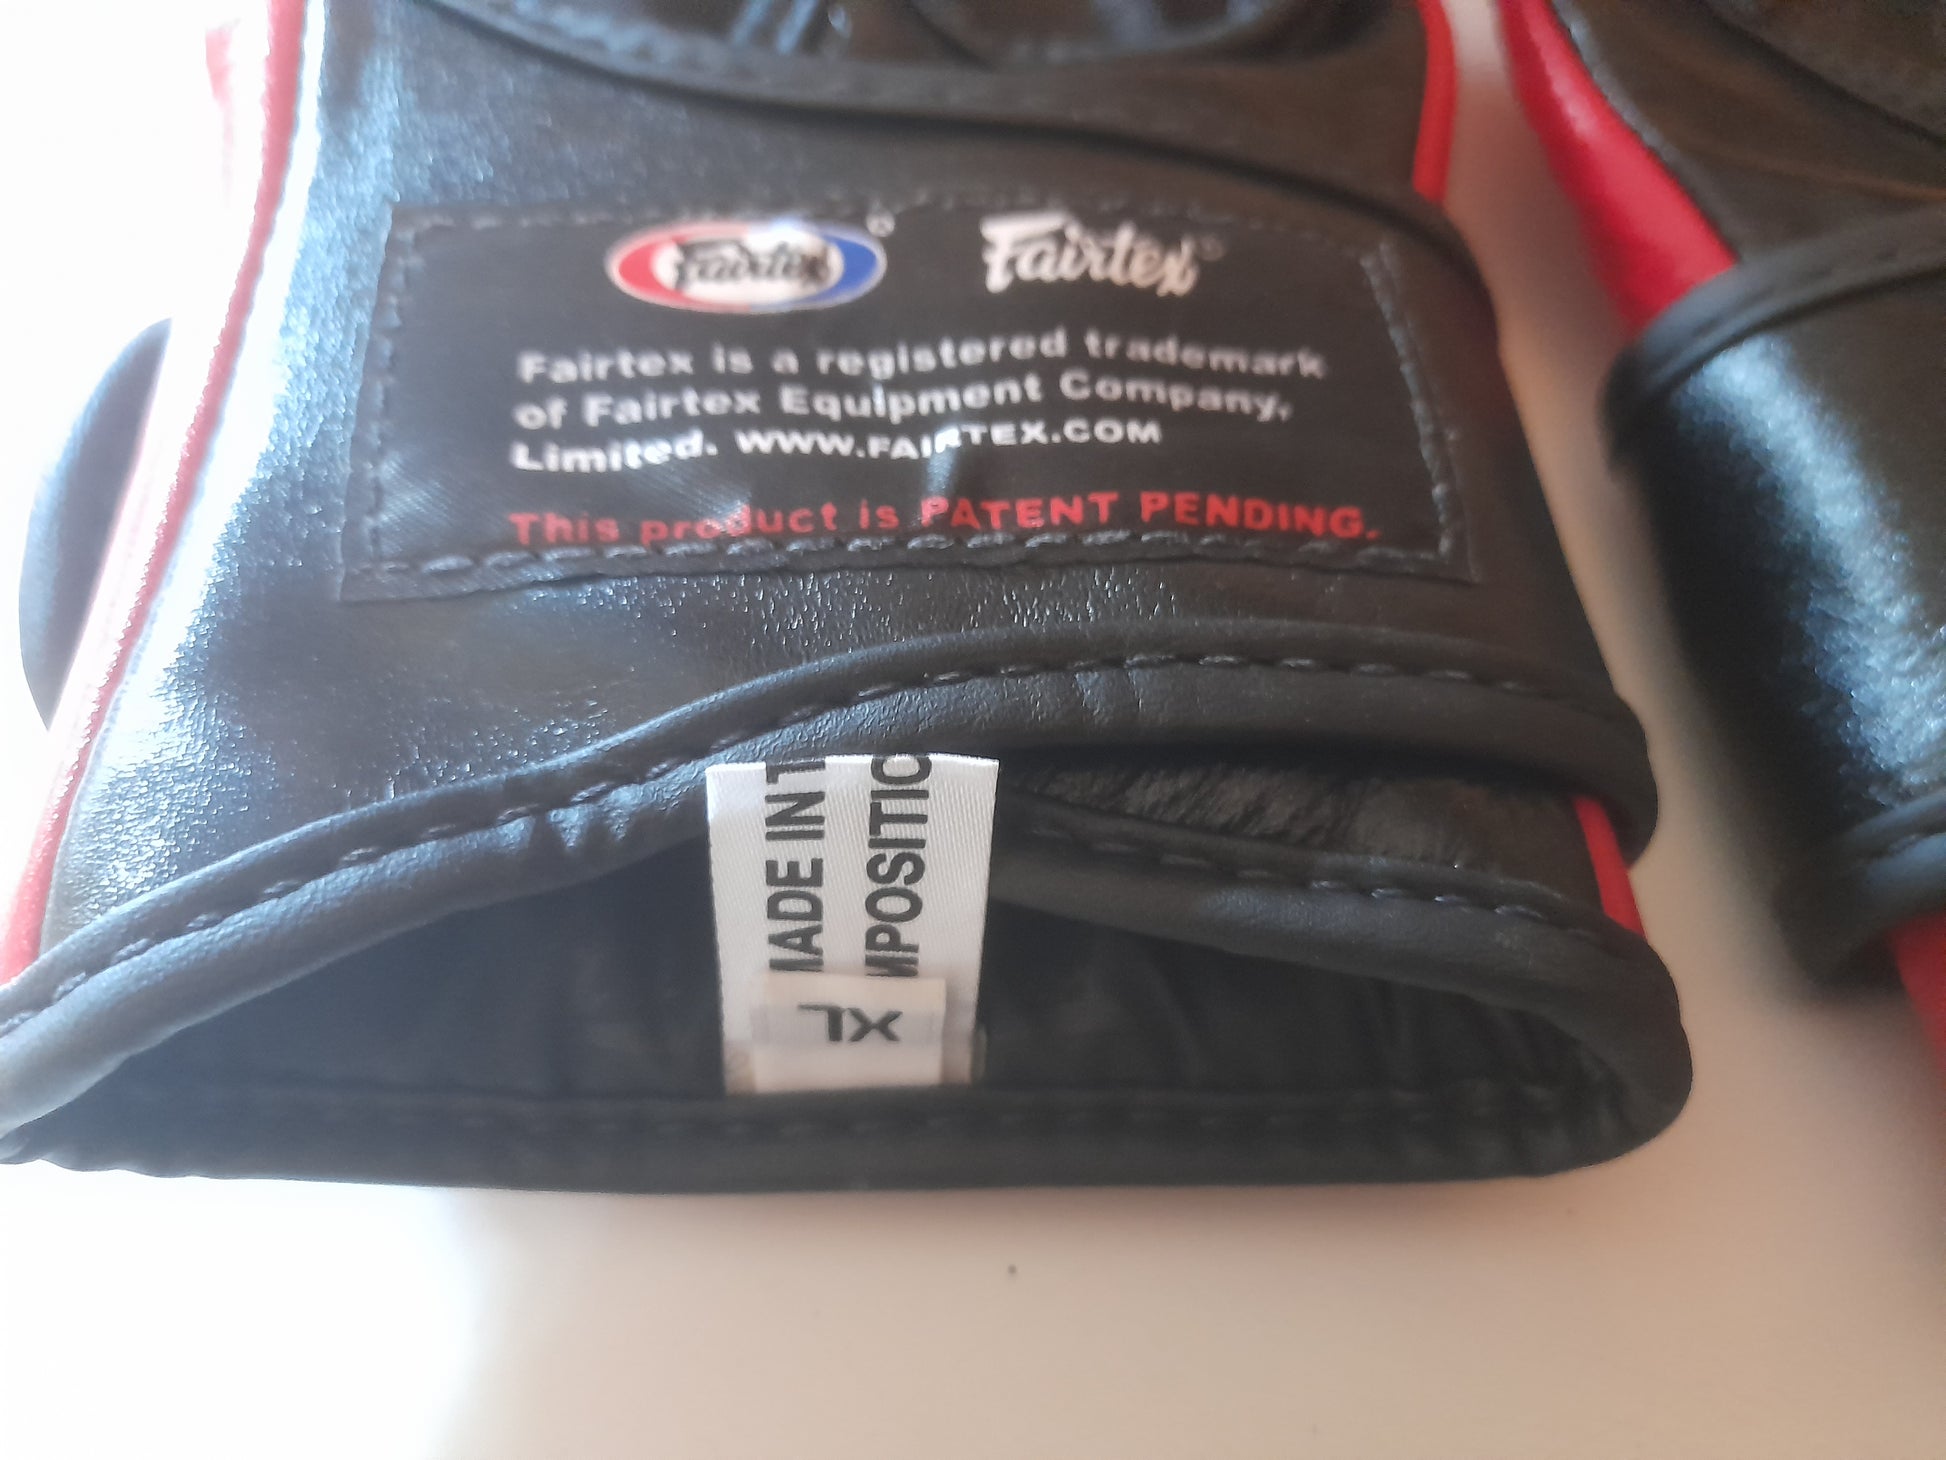 Fairtex ® Fairtex ®
Fairtex is a registered trademark
of Fairtex Equipment Company,
Limited. WWW.FAIRTEX.COM
This product is PATENT PENDING.
MADE IN T
MPOSITIO
XL